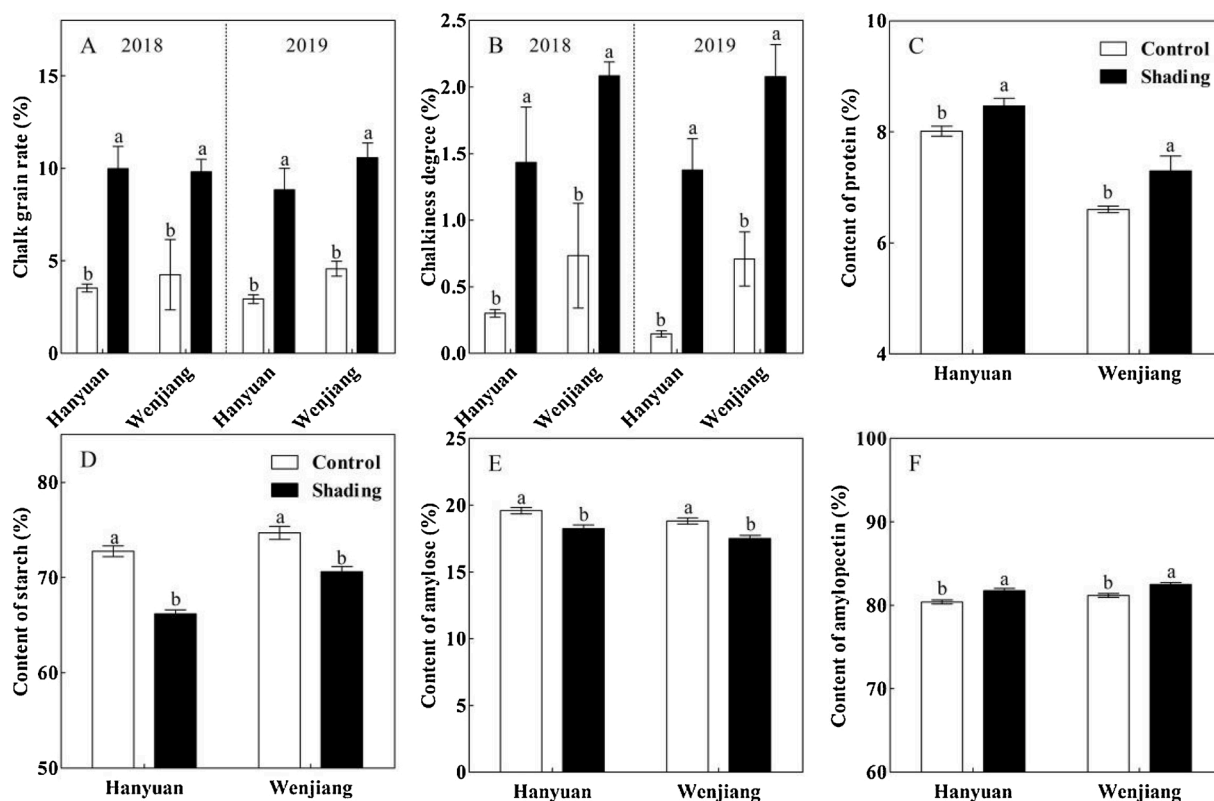 A
2018
2019
Chalk grain rate (%)
15
10
5
0
a
a
a
a
b
b
b
b
Hanyuan
Wenjiang
Hanyuan
Wenjiang
B
2018
2019
Chalkiness degree (%)
2.5
2.0
1.5
1.0
0.5
0.0
a
a
a
a
b
b
b
b
Hanyuan
Wenjiang
Hanyuan
Wenjiang
C
Control
Shading
Content of protein (%)
10
8
6
4
b
a
b
a
Hanyuan
Wenjiang
D
Control
Shading
Content of starch (%)
80
70
60
50
a
b
a
b
Hanyuan
Wenjiang
E
Content of amylose (%)
25
20
15
10
5
0
a
b
a
b
Hanyuan
Wenjiang
F
Content of amylopectin (%)
100
90
80
70
60
b
a
b
a
Hanyuan
Wenjiang